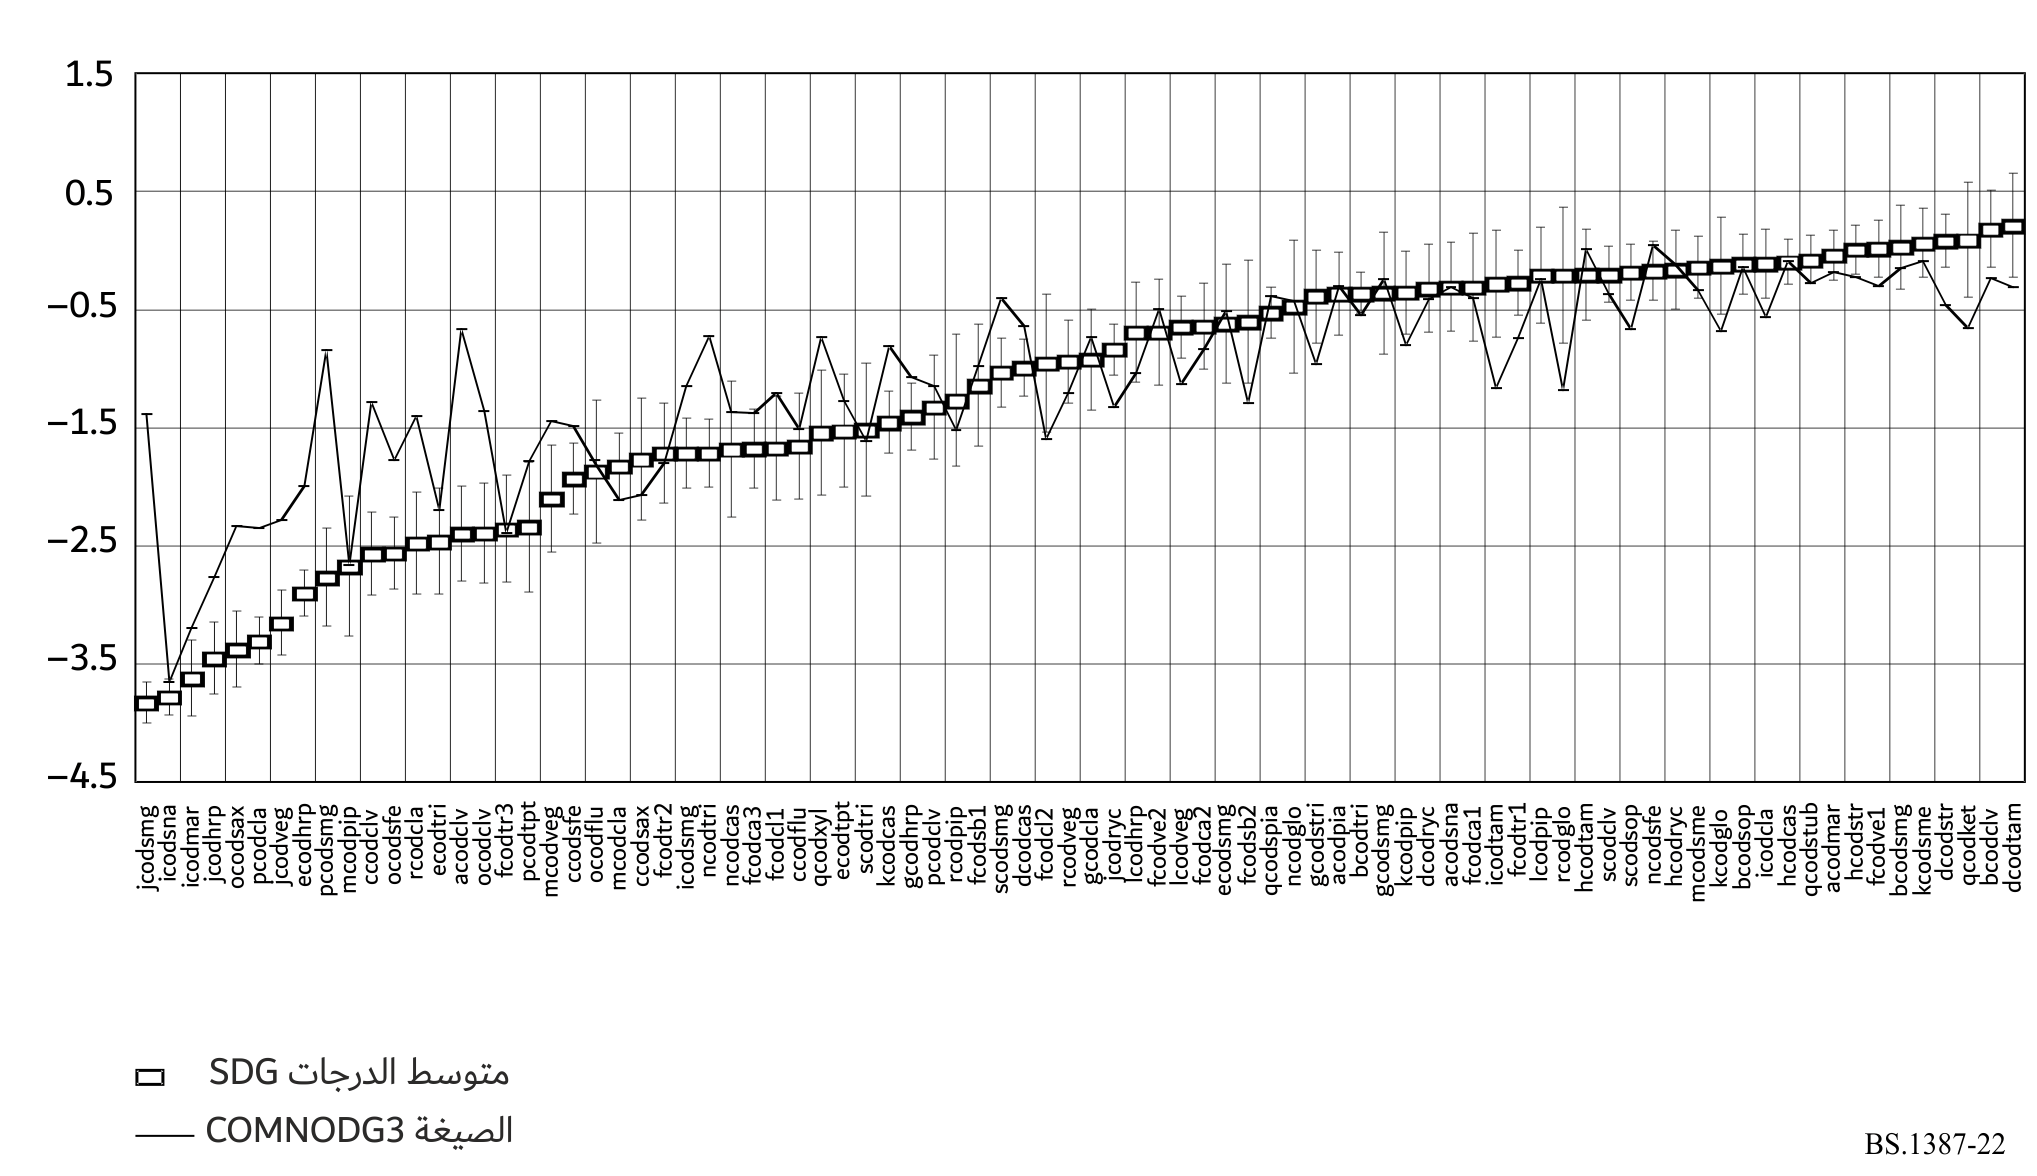 1.5
0.5
−0.5
−1.5
−2.5
−3.5
−4.5
jcodsmg
icodsna
icodmar
jcodhrp
ocodsax
pcodcla
jcodveg
ecodhrp
pcodsmg
mcodpip
ccodclv
ocodsfe
rcodcla
ecodtri
acodclv
ocodclv
fcodtr3
pcodtpt
mcodveg
ccodsfe
ocodflu
mcodcla
ccodsax
fcodtr2
icodsmg
ncodtri
ncodcas
fcodca3
fcodcl1
ccodflu
qcodxyl
ecodtpt
scodtri
kcodcas
gcodhrp
pcodclv
rcodpip
fcodsb1
scodsmg
dcodcas
fcodcl2
rcodveg
gcodcla
jcodryc
lcodhrp
fcodve2
lcodveg
fcodca2
ecodsmg
fcodsb2
qcodspia
ncodglo
gcodstri
acodpia
bcodtri
gcodsmg
kcodpip
dcodryc
acodsna
fcodca1
icodtam
fcodtr1
lcodpip
rcodglo
hcodtam
scodclv
scodsop
ncodsfe
hcodryc
mcodsme
kcodglo
bcodsop
icodcla
hcodcas
qcodstub
acodmar
hcodstr
fcodve1
bcodsmg
kcodsme
dcodstr
qcodket
bcodclv
dcodtam
متوسط الدرجات SDG
الصيغة COMNODG3
BS.1387-22